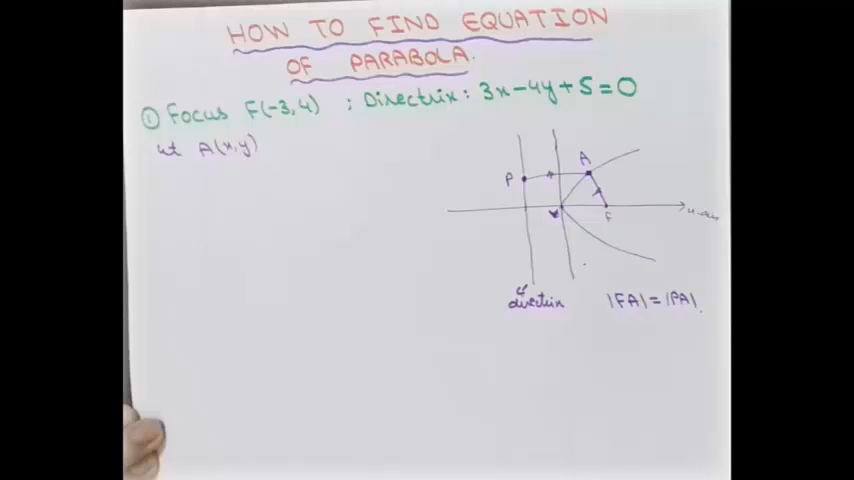 HOW TO FIND EQUATION
OF PARABOLA.
① Focus F(-3,4) ; Directrix: 3x-4y+5=0
let A(x,y)
A
P
F
x-axis
directrix
|FA| = |PA|.